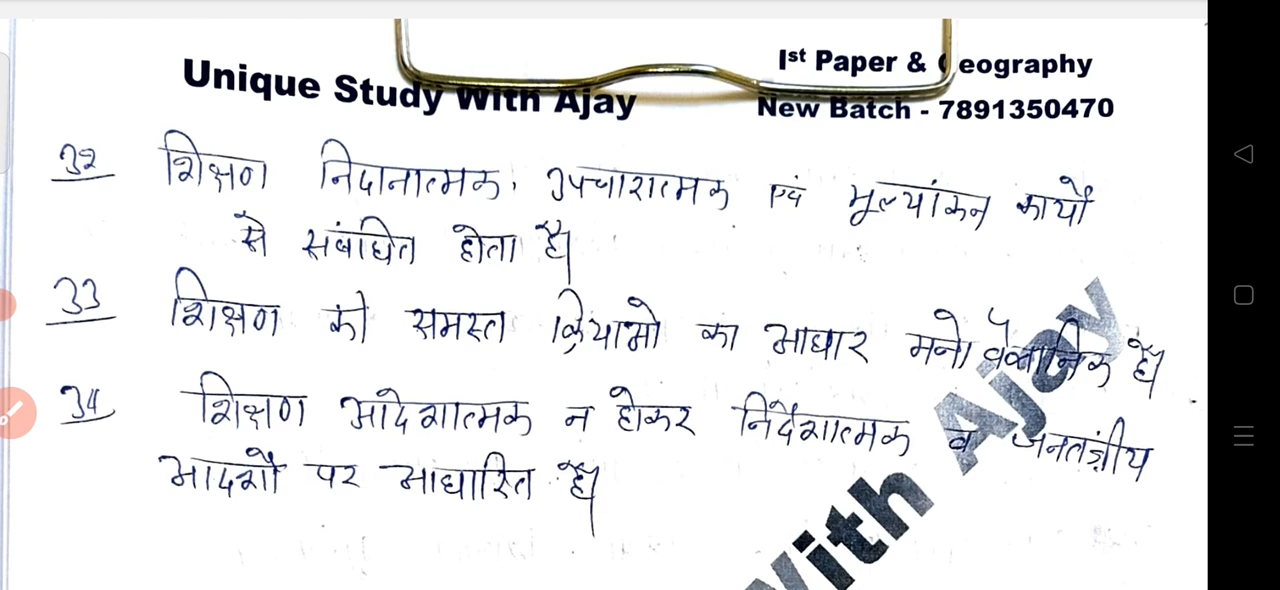 Unique Study With Ajay
Ist Paper & Geography
New Batch - 7891350470
32 शिक्षण निदानात्मक, उपचारात्मक एवं मूल्यांकन कार्यो
से संबंधित होता है।
33 शिक्षण की समस्त क्रियाओ का आधार मनोवैज्ञानिक है।
34 शिक्षण आदेशात्मक न होकर निर्देशात्मक व जनतंत्रीय
आदर्शो पर आधारित है।
with Ajay